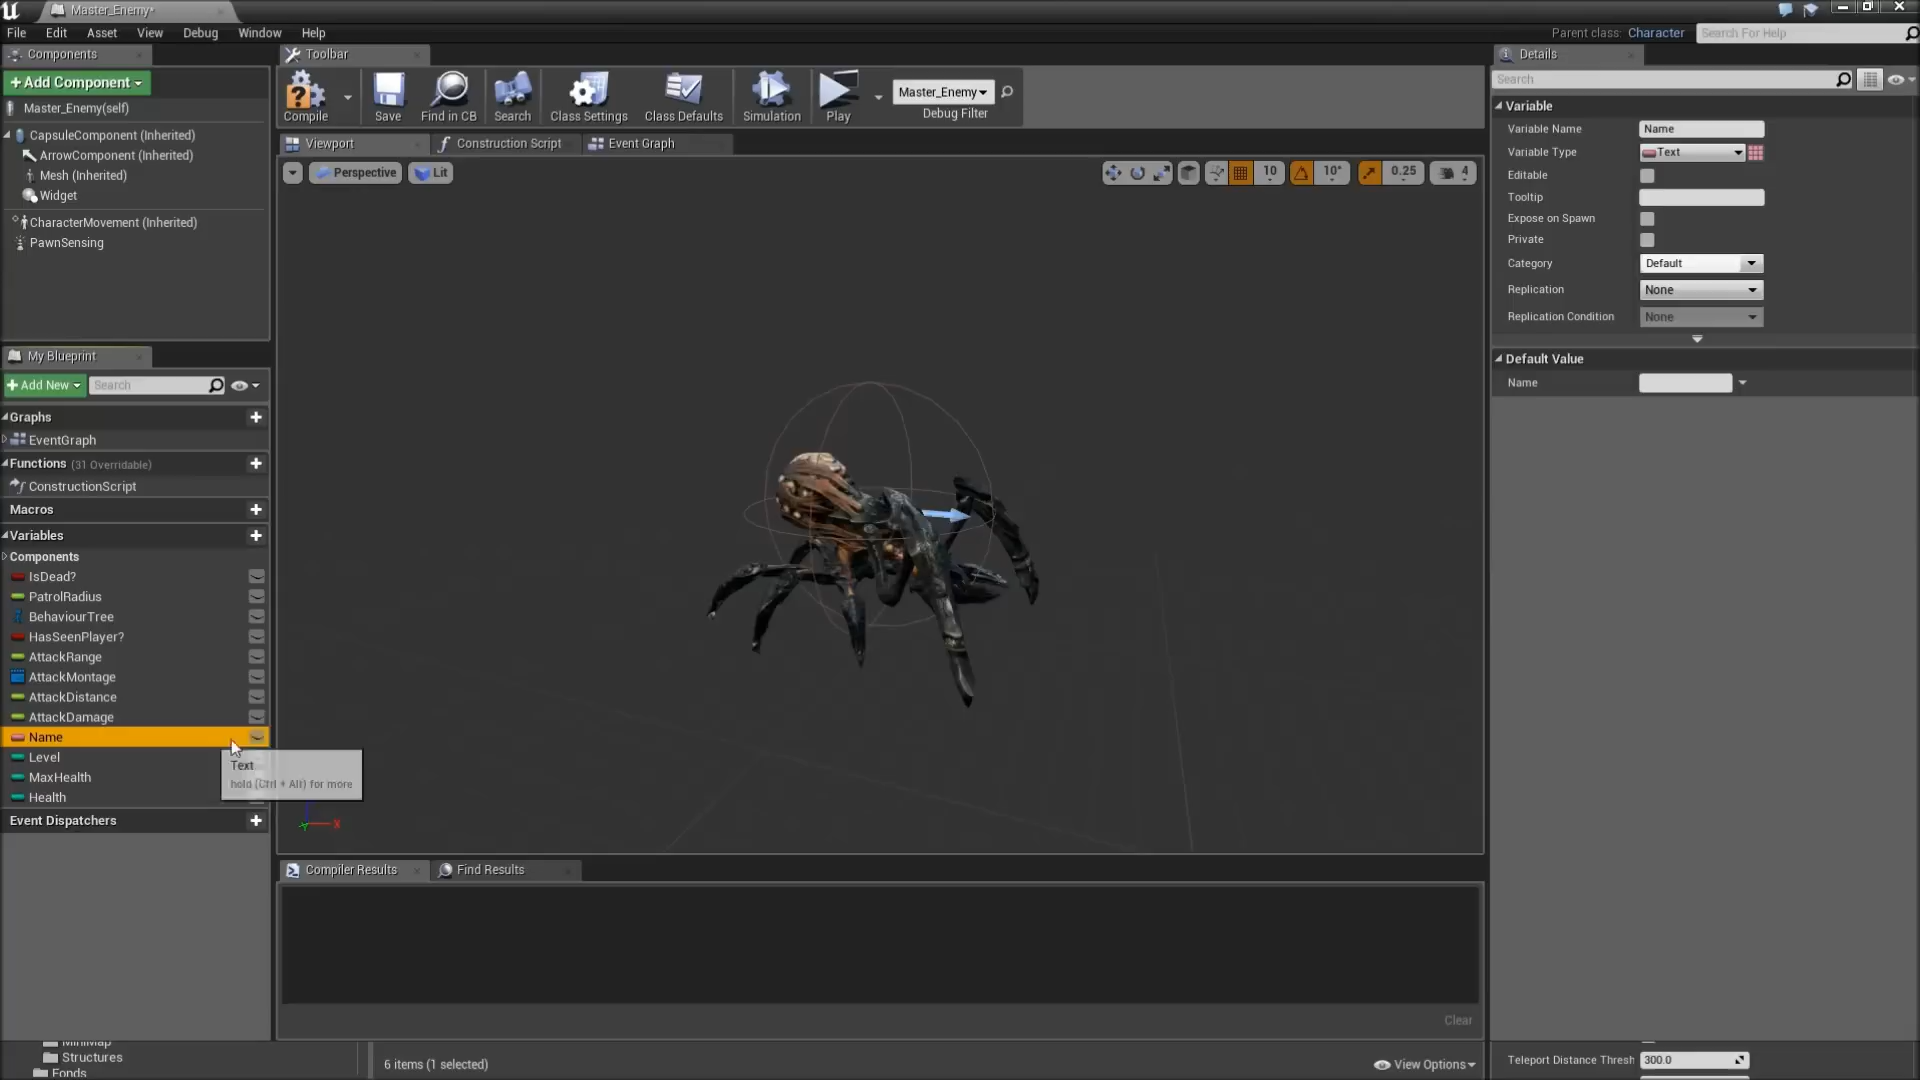 Master_Enemy*
File Edit Asset View Debug Window Help
Parent class: Character
Search For Help
Components
Toolbar
Details
Add Component
Master_Enemy(self)
CapsuleComponent (Inherited)
ArrowComponent (Inherited)
Mesh (Inherited)
Widget
CharacterMovement (Inherited)
PawnSensing
Compile
Save
Find in CB
Search
Class Settings
Class Defaults
Simulation
Play
Master_Enemy
Debug Filter
Viewport
Construction Script
Event Graph
Perspective
Lit
10
10°
0.25
4
Search
Variable
Variable Name Name
Variable Type Text
Editable
Tooltip
Expose on Spawn
Private
Category Default
Replication None
Replication Condition None
Default Value
Name
My Blueprint
Add New
Search
Graphs
EventGraph
Functions (31 Overridable)
ConstructionScript
Macros
Variables
Components
IsDead?
PatrolRadius
BehaviourTree
HasSeenPlayer?
AttackRange
AttackMontage
AttackDistance
AttackDamage
Name
Level
MaxHealth
Health
Text
hold (Ctrl + Alt) for more
Event Dispatchers
X
Compiler Results
Find Results
Clear
MiniMap
Structures
Fonds
6 items (1 selected)
View Options
Teleport Distance Thresh 300.0